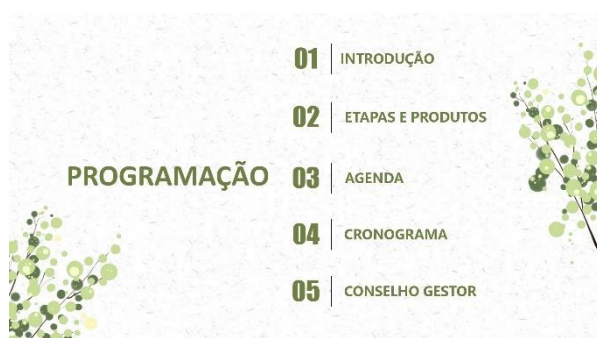 PROGRAMAÇÃO
01 INTRODUÇÃO
02 ETAPAS E PRODUTOS
03 AGENDA
04 CRONOGRAMA
05 CONSELHO GESTOR